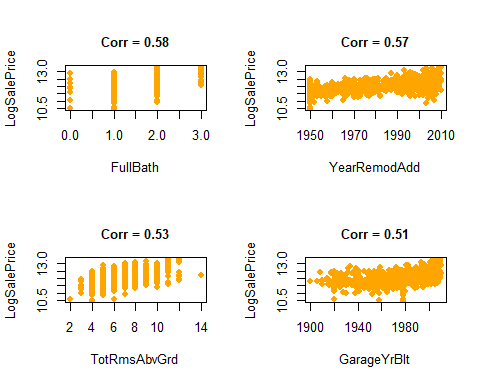 Corr = 0.58
LogSalePrice
10.5 13.0
0.0 1.0 2.0 3.0
FullBath
Corr = 0.57
LogSalePrice
10.5 13.0
1950 1970 1990 2010
YearRemodAdd
Corr = 0.53
LogSalePrice
10.5 13.0
2 4 6 8 10 14
TotRmsAbvGrd
Corr = 0.51
LogSalePrice
10.5 13.0
1900 1940 1980
GarageYrBlt